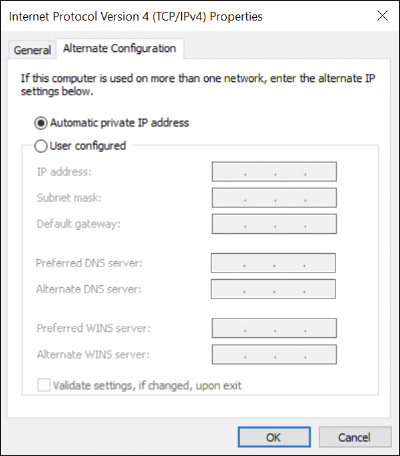 Internet Protocol Version 4 (TCP/IPv4) Properties
General
Alternate Configuration
If this computer is used on more than one network, enter the alternate IP
settings below.
Automatic private IP address
User configured
IP address:
Subnet mask:
Default gateway:
Preferred DNS server:
Alternate DNS server:
Preferred WINS server:
Alternate WINS server:
Validate settings, if changed, upon exit
OK
Cancel